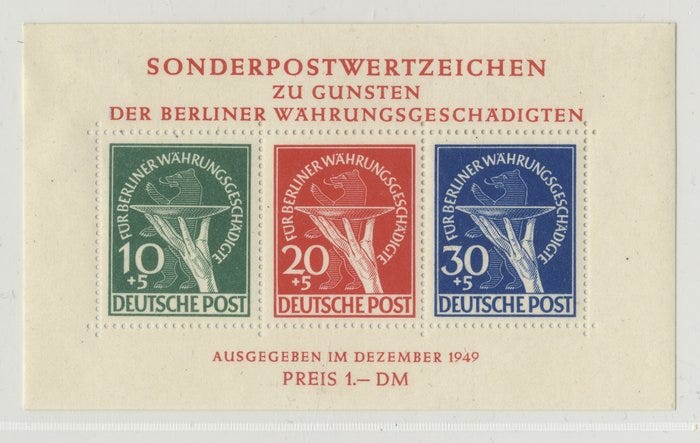 SONDERPOSTWERTZEICHEN
ZU GUNSTEN
DER BERLINER WÄHRUNGSGESCHÄDIGTEN
FÜR BERLINER WÄHRUNGSGESCHÄDIGTE
10
+5
DEUTSCHE POST
FÜR BERLINER WÄHRUNGSGESCHÄDIGTE
20
+5
DEUTSCHE POST
FÜR BERLINER WÄHRUNGSGESCHÄDIGTE
30
+5
DEUTSCHE POST
AUSGEGEBEN IM DEZEMBER 1949
PREIS 1.— DM